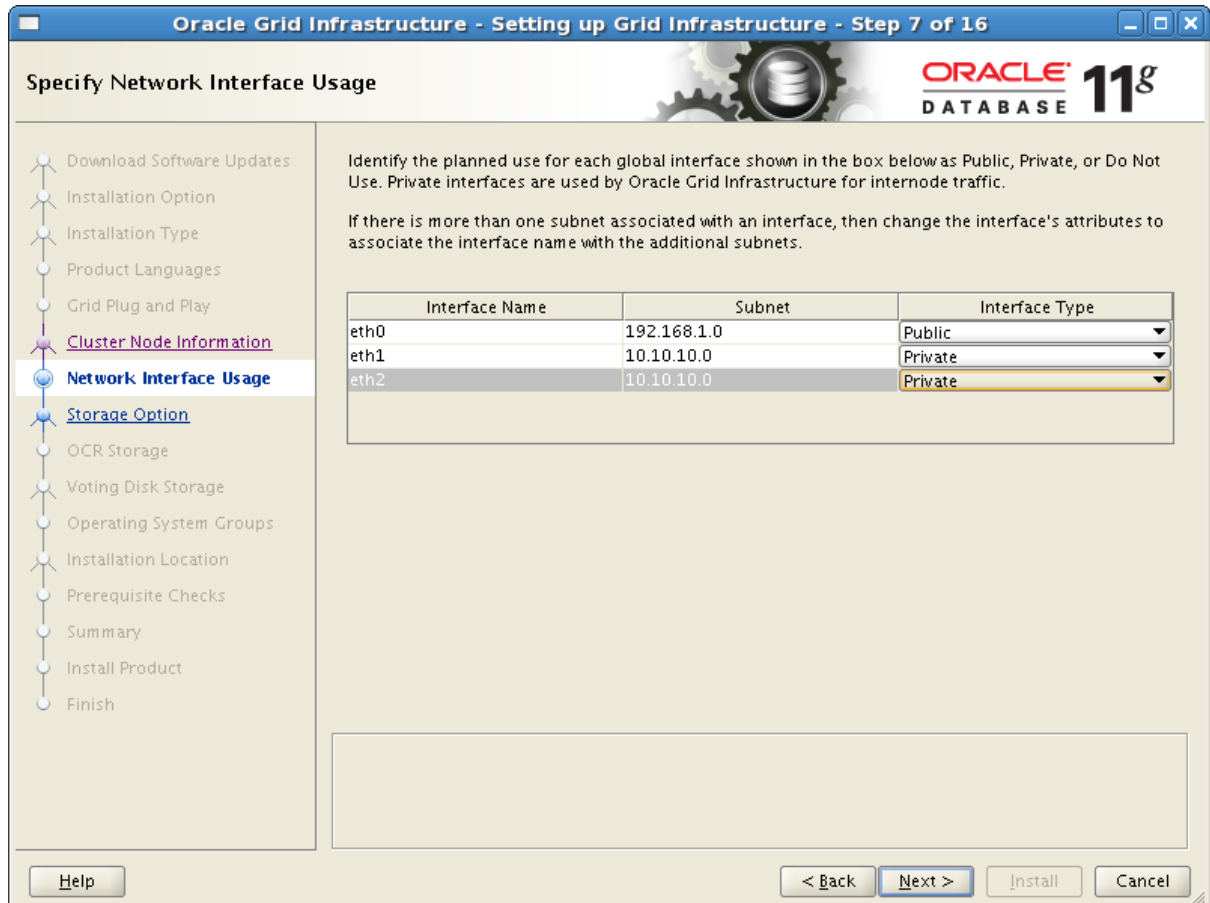 Oracle Grid Infrastructure - Setting up Grid Infrastructure - Step 7 of 16
Specify Network Interface Usage
ORACLE
DATABASE
11g
Download Software Updates
Installation Option
Installation Type
Product Languages
Grid Plug and Play
Cluster Node Information
Network Interface Usage
Storage Option
OCR Storage
Voting Disk Storage
Operating System Groups
Installation Location
Prerequisite Checks
Summary
Install Product
Finish
Identify the planned use for each global interface shown in the box below as Public, Private, or Do Not
Use. Private interfaces are used by Oracle Grid Infrastructure for internode traffic.
If there is more than one subnet associated with an interface, then change the interface's attributes to
associate the interface name with the additional subnets.
Interface Name Subnet Interface Type
eth0 192.168.1.0 Public
eth1 10.10.10.0 Private
eth2 10.10.10.0 Private
Help < Back Next > Install Cancel